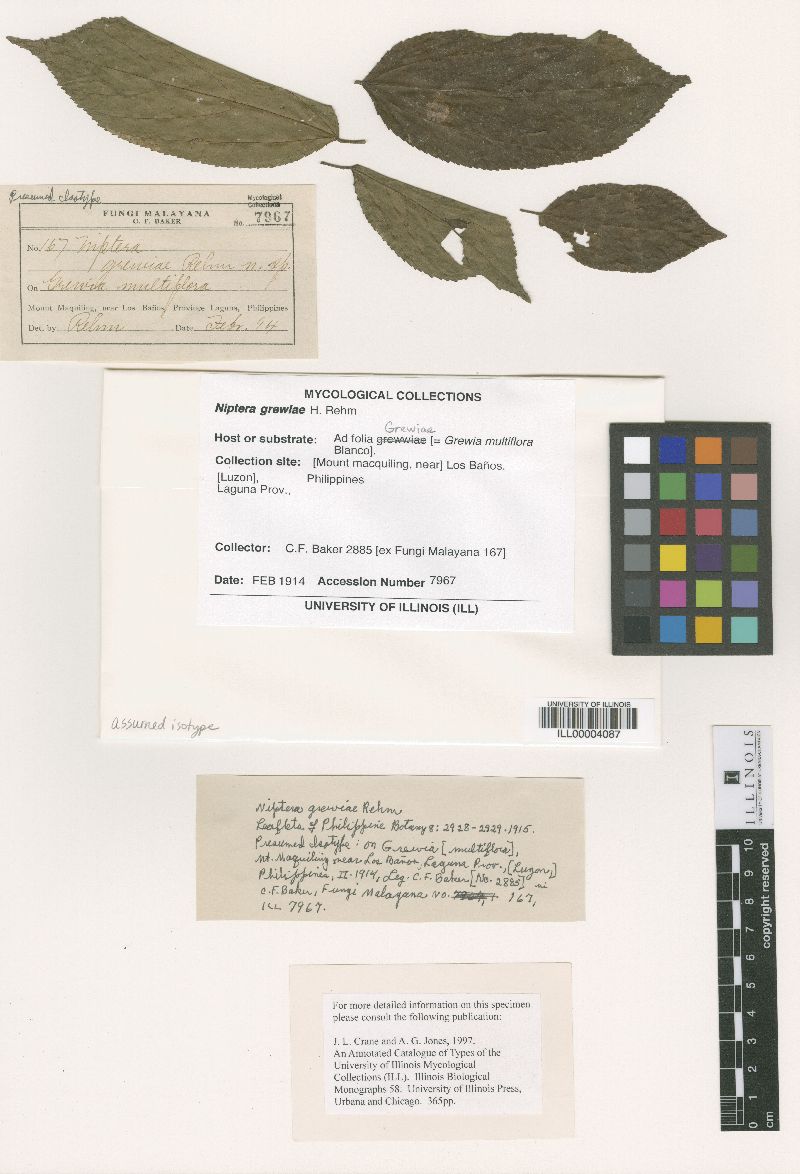 Presumed Isotype
Mycological
Collections
FUNGI MALAYANA
C. F. BAKER
No. 7967
No. 167 Niptera
grewiae Rehm n. sp.
On Grewia multiflora
Mount Maquiling, near Los Baños, Province Laguna, Philippines
Det. by Rehm Date, Febr. 14
MYCOLOGICAL COLLECTIONS
Niptera grewiae H. Rehm
Grewiae
Host or substrate: Ad folia grewwiae [= Grewia multiflora
Blanco].
Collection site: [Mount macquiling, near] Los Baños,
[Luzon], Philippines
Laguna Prov.,
Collector: C.F. Baker 2885 [ex Fungi Malayana 167]
Date: FEB 1914 Accession Number 7967
UNIVERSITY OF ILLINOIS (ILL)
assumed isotype
UNIVERSITY OF ILLINOIS
ILL00004087
Niptera grewiae Rehm
Leaflets of Philippine Botany 8: 2928-2929. 1915.
Presumed Isotype: on Grewia [multiflora],
Mt. Maquiling near Los Baños, Laguna Prov., [Luzon,]
Philippines, II. 1914, Leg. C.F. Baker [No. 2885] in
C.F. Baker, Fungi Malayana No. 167,
ILL 7967.
For more detailed information on this specimen
please consult the following publication:
J. L. Crane and A. G. Jones, 1997.
An Annotated Catalogue of Types of the
University of Illinois Mycological
Collections (ILL). Illinois Biological
Monographs 58. University of Illinois Press,
Urbana and Chicago. 365pp.
ILLINOIS
copyright reserved
10
9
8
7
6
5
4
3
2
1
0
cm